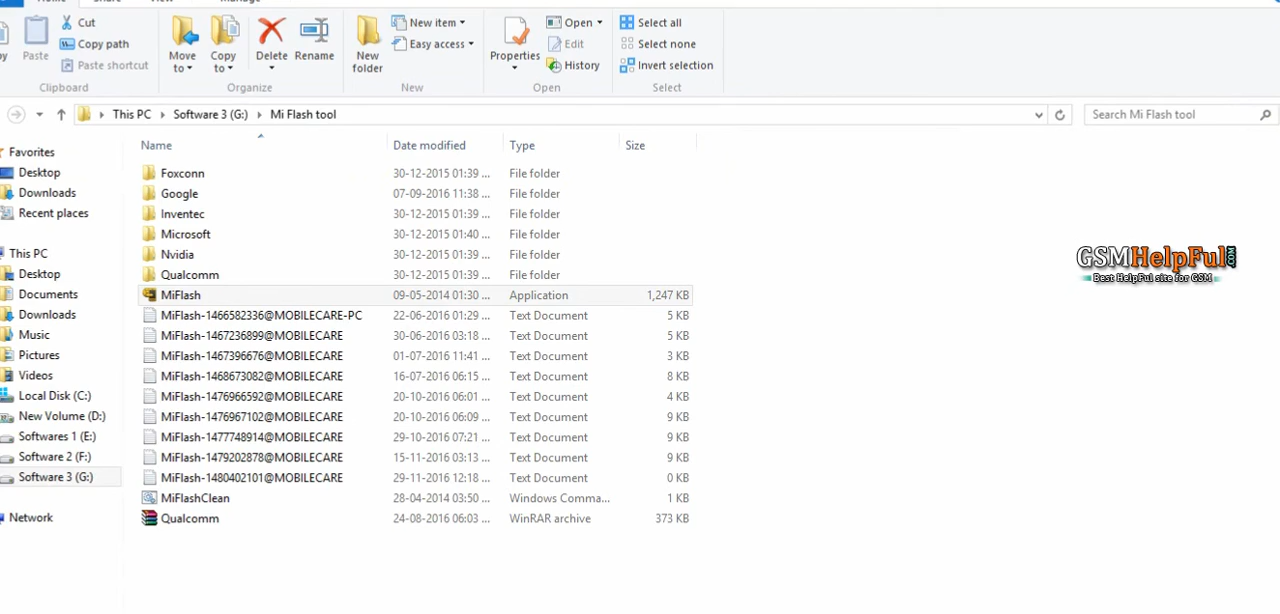 Home Share View Manage
Cut
Copy path
Paste shortcut
Paste
Clipboard
Move to
Copy to
Delete
Rename
Organize
New folder
New item
Easy access
New
Properties
Open
Edit
History
Open
Select all
Select none
Invert selection
Select
This PC Software 3 (G:) Mi Flash tool
Search Mi Flash tool
Name Date modified Type Size
Favorites
Desktop
Downloads
Recent places
This PC
Desktop
Documents
Downloads
Music
Pictures
Videos
Local Disk (C:)
New Volume (D:)
Softwares 1 (E:)
Software 2 (F:)
Software 3 (G:)
Network
Foxconn 30-12-2015 01:39 ... File folder
Google 07-09-2016 11:38 ... File folder
Inventec 30-12-2015 01:39 ... File folder
Microsoft 30-12-2015 01:40 ... File folder
Nvidia 30-12-2015 01:39 ... File folder
Qualcomm 30-12-2015 01:39 ... File folder
MiFlash 09-05-2014 01:30 ... Application 1,247 KB
MiFlash-1466582336@MOBILECARE-PC 22-06-2016 01:29 ... Text Document 5 KB
MiFlash-1467236899@MOBILECARE 30-06-2016 03:18 ... Text Document 5 KB
MiFlash-1467396676@MOBILECARE 01-07-2016 11:41 ... Text Document 3 KB
MiFlash-1468673082@MOBILECARE 16-07-2016 06:15 ... Text Document 8 KB
MiFlash-1476966592@MOBILECARE 20-10-2016 06:01 ... Text Document 4 KB
MiFlash-1476967102@MOBILECARE 20-10-2016 06:09 ... Text Document 9 KB
MiFlash-1477748914@MOBILECARE 29-10-2016 07:21 ... Text Document 9 KB
MiFlash-1479202878@MOBILECARE 15-11-2016 03:13 ... Text Document 9 KB
MiFlash-1480402101@MOBILECARE 29-11-2016 12:18 ... Text Document 0 KB
MiFlashClean 28-04-2014 03:50 ... Windows Comma... 1 KB
Qualcomm 24-08-2016 06:03 ... WinRAR archive 373 KB
GSMHelpFul.COM
Best HelpFul site for GSM